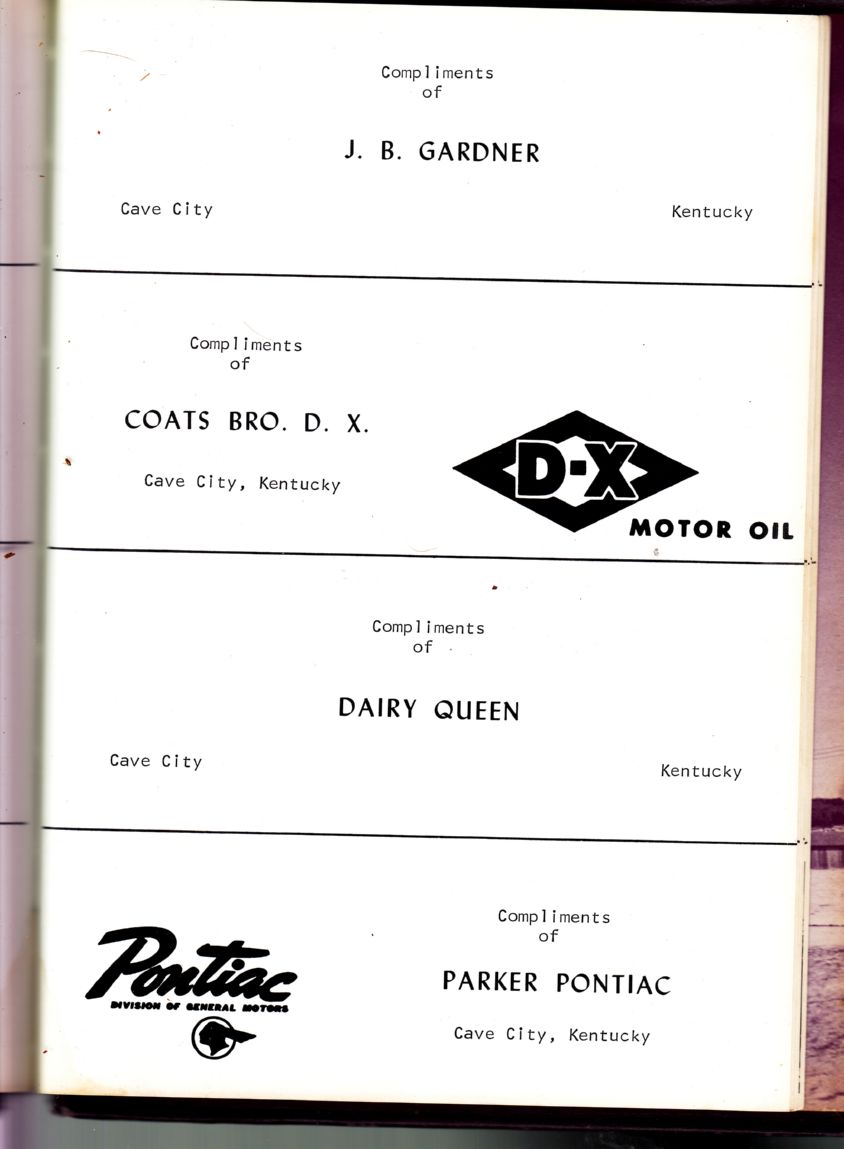 Compliments
of
J. B. GARDNER
Cave City Kentucky
Compliments
of
COATS BRO. D. X.
Cave City, Kentucky
D-X
MOTOR OIL
Compliments
of
DAIRY QUEEN
Cave City Kentucky
Pontiac
DIVISION OF GENERAL MOTORS
Compliments
of
PARKER PONTIAC
Cave City, Kentucky